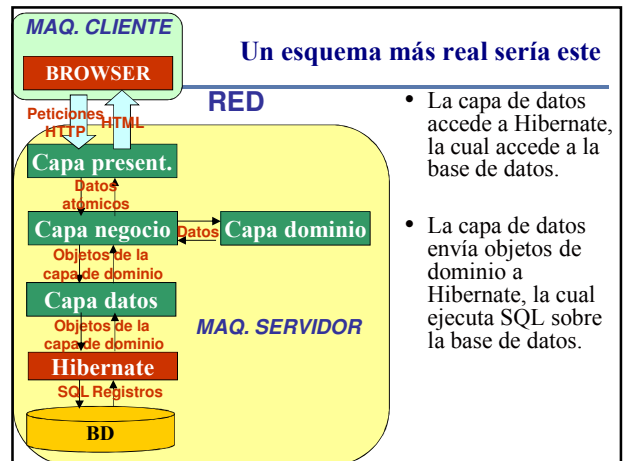 MAQ. CLIENTE
BROWSER
Un esquema más real sería este
RED
Peticiones
HTTP
HTML
Capa present.
Datos
atomicos
Capa negocio
Datos
Capa dominio
Objetos de la
capa de dominio
Capa datos
Objetos de la
capa de dominio
MAQ. SERVIDOR
Hibernate
SQL Registros
BD
• La capa de datos
accede a Hibernate,
la cual accede a la
base de datos.
• La capa de datos
envía objetos de
dominio a
Hibernate, la cual
ejecuta SQL sobre
la base de datos.